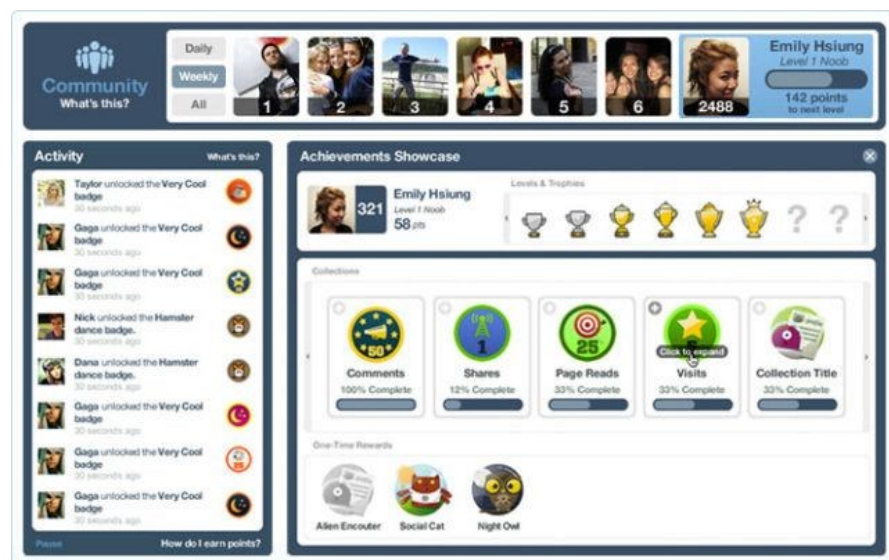 Community
What's this?
Daily
Weekly
All
1
2
3
4
5
6
2488
Emily Hsiung
Level 1 Noob
142 points
to next level
Activity
What's this?
Taylor unlocked the Very Cool
badge
30 seconds ago
Gaga unlocked the Very Cool
badge
30 seconds ago
Gaga unlocked the Very Cool
badge
30 seconds ago
Nick unlocked the Hamster
dance badge.
30 seconds ago
Dana unlocked the Hamster
dance badge.
30 seconds ago
Gaga unlocked the Very Cool
badge
30 seconds ago
Gaga unlocked the Very Cool
badge
30 seconds ago
25
Gaga unlocked the Very Cool
badge
30 seconds ago
Pause
How do I earn points?
Achievements Showcase
321
Emily Hsiung
Level 1 Noob
58 pts
Levels & Trophies
? ?
Collections
50
1
25
Click to expand
Comments
Shares
Page Reads
Visits
Collection Title
100% Complete
12% Complete
33% Complete
33% Complete
33% Complete
One-Time Rewards
Alien Encouter
Social Cat
Night Owl